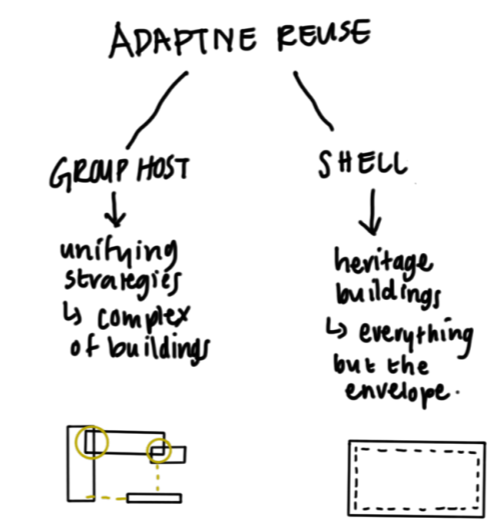 ADAPTIVE REUSE
GROUP HOST
unifying
strategies
↳ complex
of buildings
SHELL
heritage
buildings
↳ everything
but the
envelope.